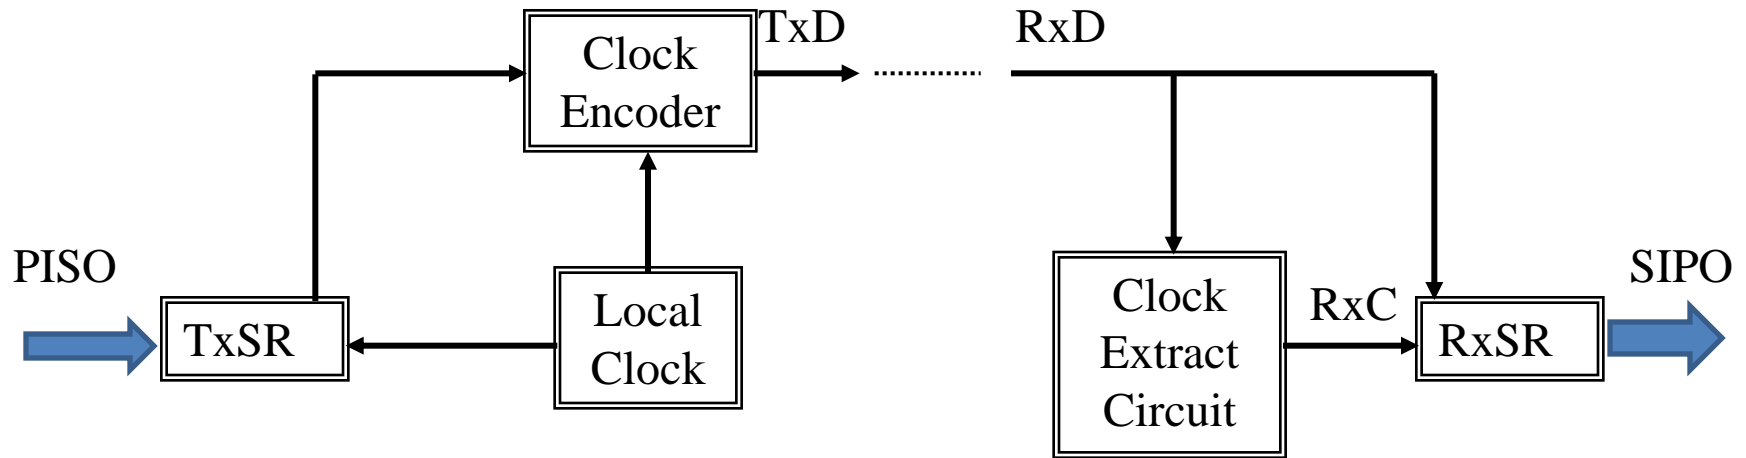 TxD
RxD
Clock
Encoder
PISO
SIPO
TxSR
Local
Clock
Clock
Extract
Circuit
RxC
RxSR